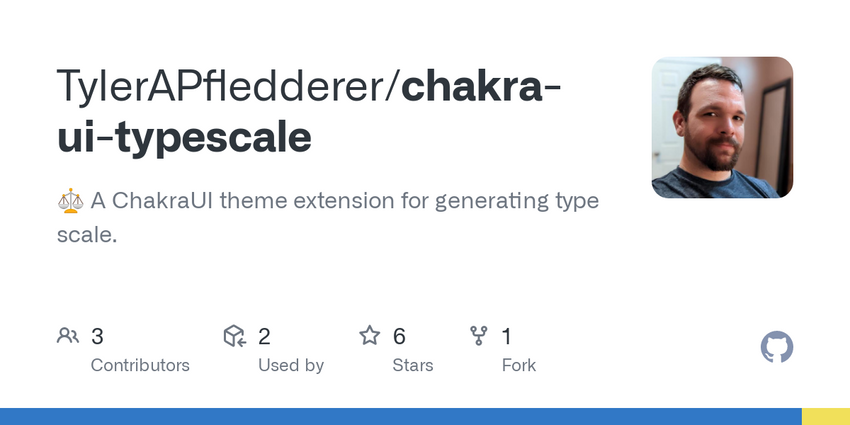 TylerAPfledderer/chakra-
ui-typescale
⚖️ A ChakraUI theme extension for generating type
scale.
3 2 6 1
Contributors Used by Stars Fork